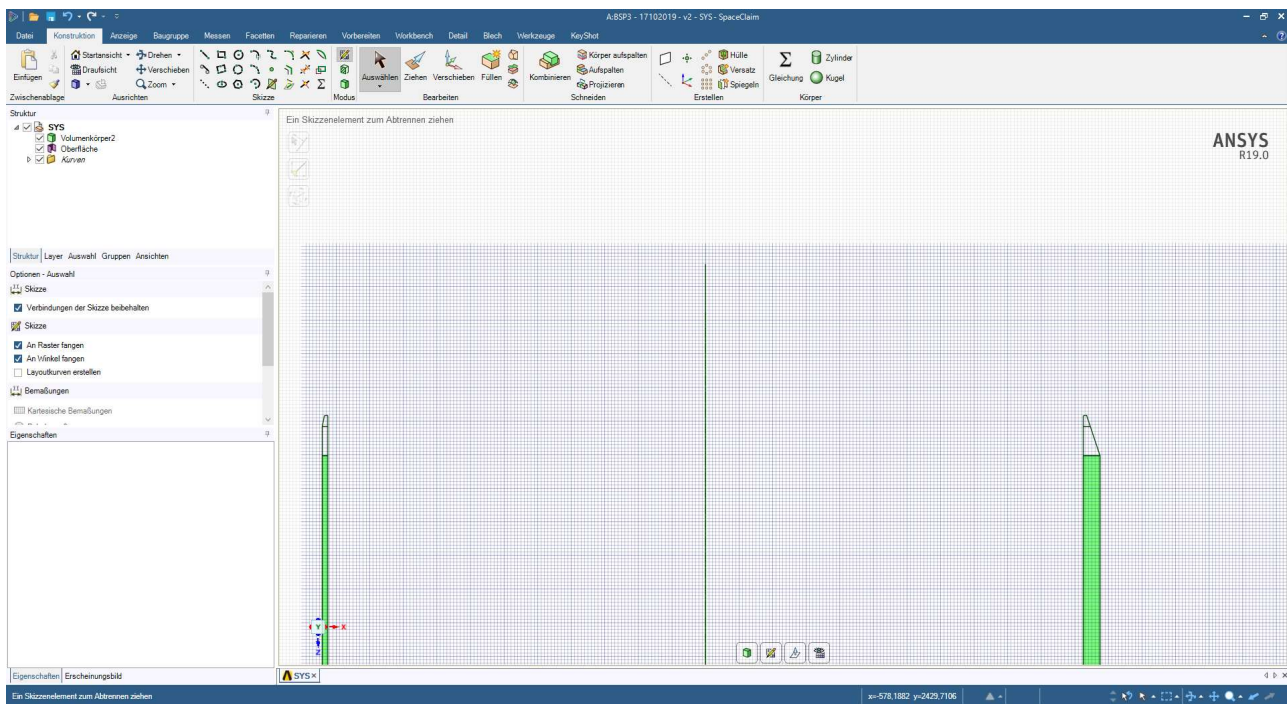 A:BSP3 - 17102019 - v2 - SYS - SpaceClaim
Datei Konstruktion Anzeige Baugruppe Messen Facetten Reparieren Vorbereiten Workbench Detail Blech Werkzeuge KeyShot
Einfügen
Startansicht Drehen
Draufsicht Verschieben
Zoom
Auswählen Ziehen Verschieben Füllen
Kombinieren
Körper aufspalten
Aufspalten
Projizieren
Hülle
Versatz
Spiegeln
Gleichung
Zylinder
Kugel
Zwischenablage Ausrichten Skizze Modus Bearbeiten Schneiden Erstellen Körper
Struktur
SYS
Volumenkörper2
Oberfläche
Kurven
Struktur Layer Auswahl Gruppen Ansichten
Optionen - Auswahl
Skizze
Verbindungen der Skizze beibehalten
Skizze
An Raster fangen
An Winkel fangen
Layoutkurven erstellen
Bemaßungen
Kartesische Bemaßungen
Eigenschaften
Eigenschaften Erscheinungsbild
Ein Skizzenelement zum Abtrennen ziehen
ANSYS
R19.0
Y X
Z
SYS
Ein Skizzenelement zum Abtrennen ziehen
x=-578,1882 y=2429,7106